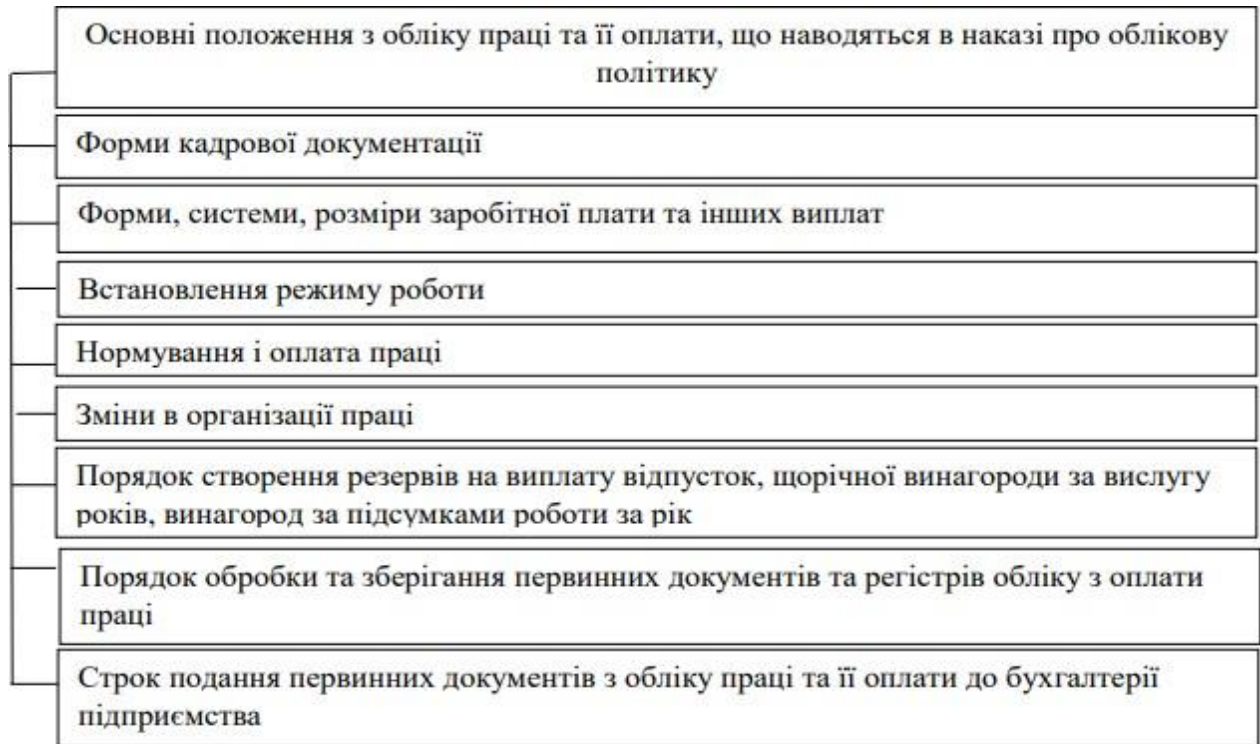 Основні положення з обліку праці та її оплати, що наводяться в наказі про облікову
політику
Форми кадрової документації
Форми, системи, розміри заробітної плати та інших виплат
Встановлення режиму роботи
Нормування і оплата праці
Зміни в організації праці
Порядок створення резервів на виплату відпусток, щорічної винагороди за вислугу
років, винагород за підсумками роботи за рік
Порядок обробки та зберігання первинних документів та регістрів обліку з оплати
праці
Строк подання первинних документів з обліку праці та її оплати до бухгалтерії
підприємства